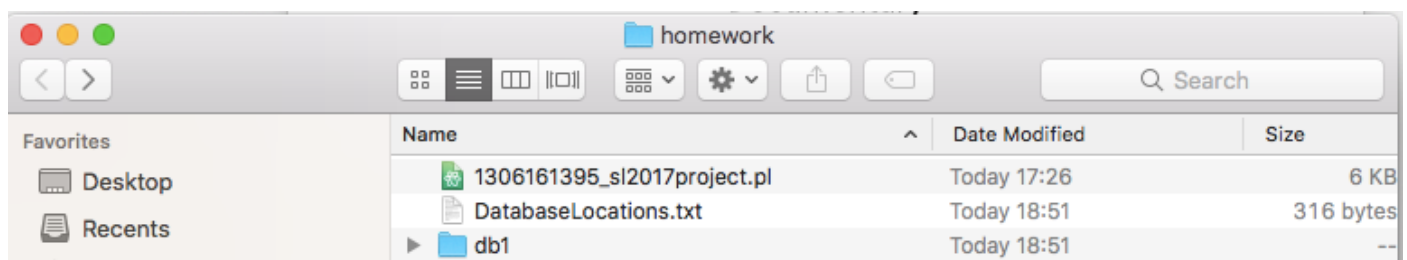 homework
Search
Favorites
Name Date Modified Size
Desktop
1306161395_sl2017project.pl Today 17:26 6 KB
DatabaseLocations.txt Today 18:51 316 bytes
Recents
db1 Today 18:51 --